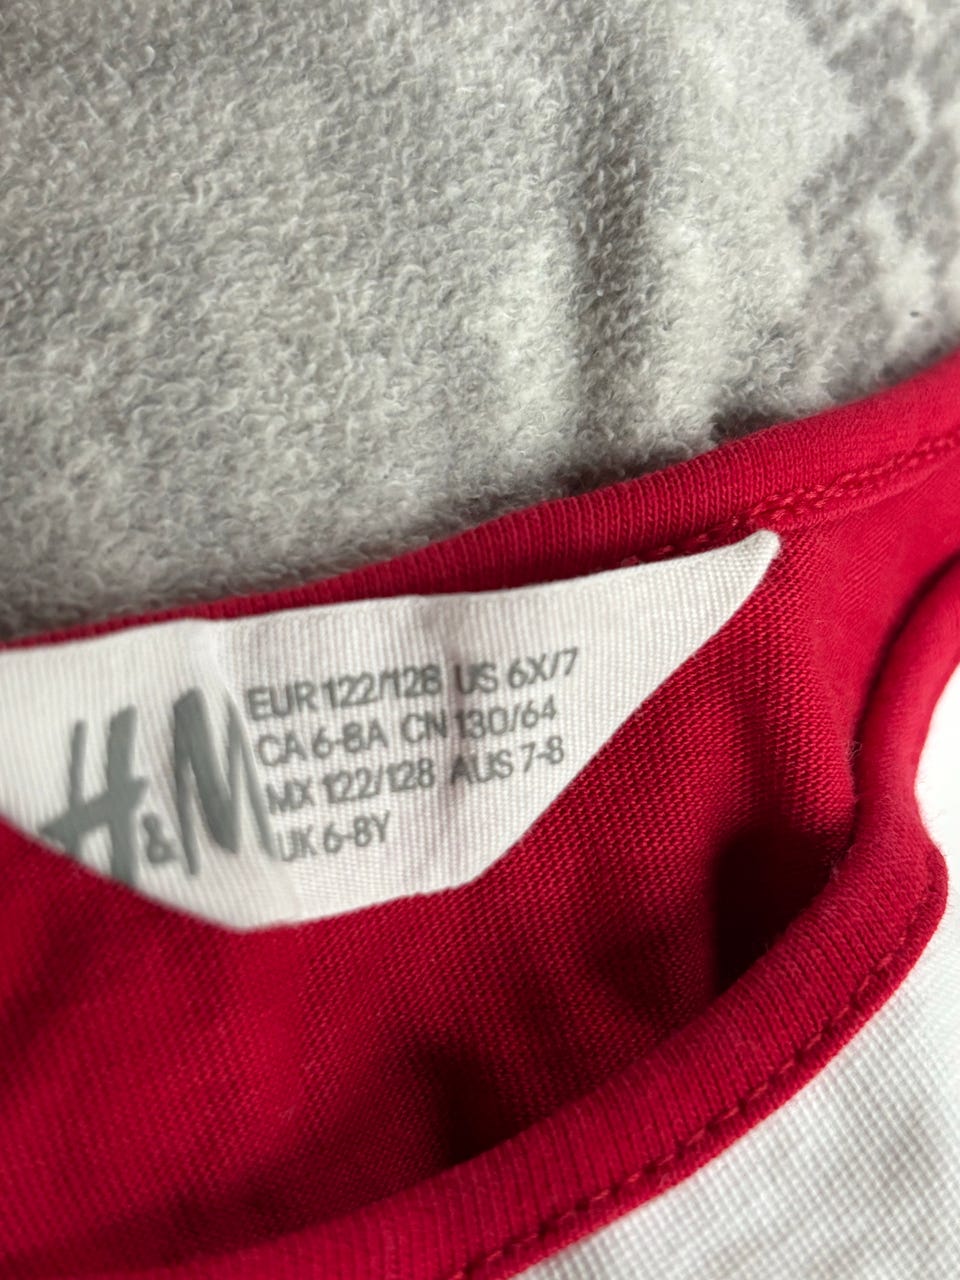 H&M
EUR 122/128 US 6X/7
CA 6-8A CN 130/64
MX 122/128 AUS 7-8
UK 6-8Y